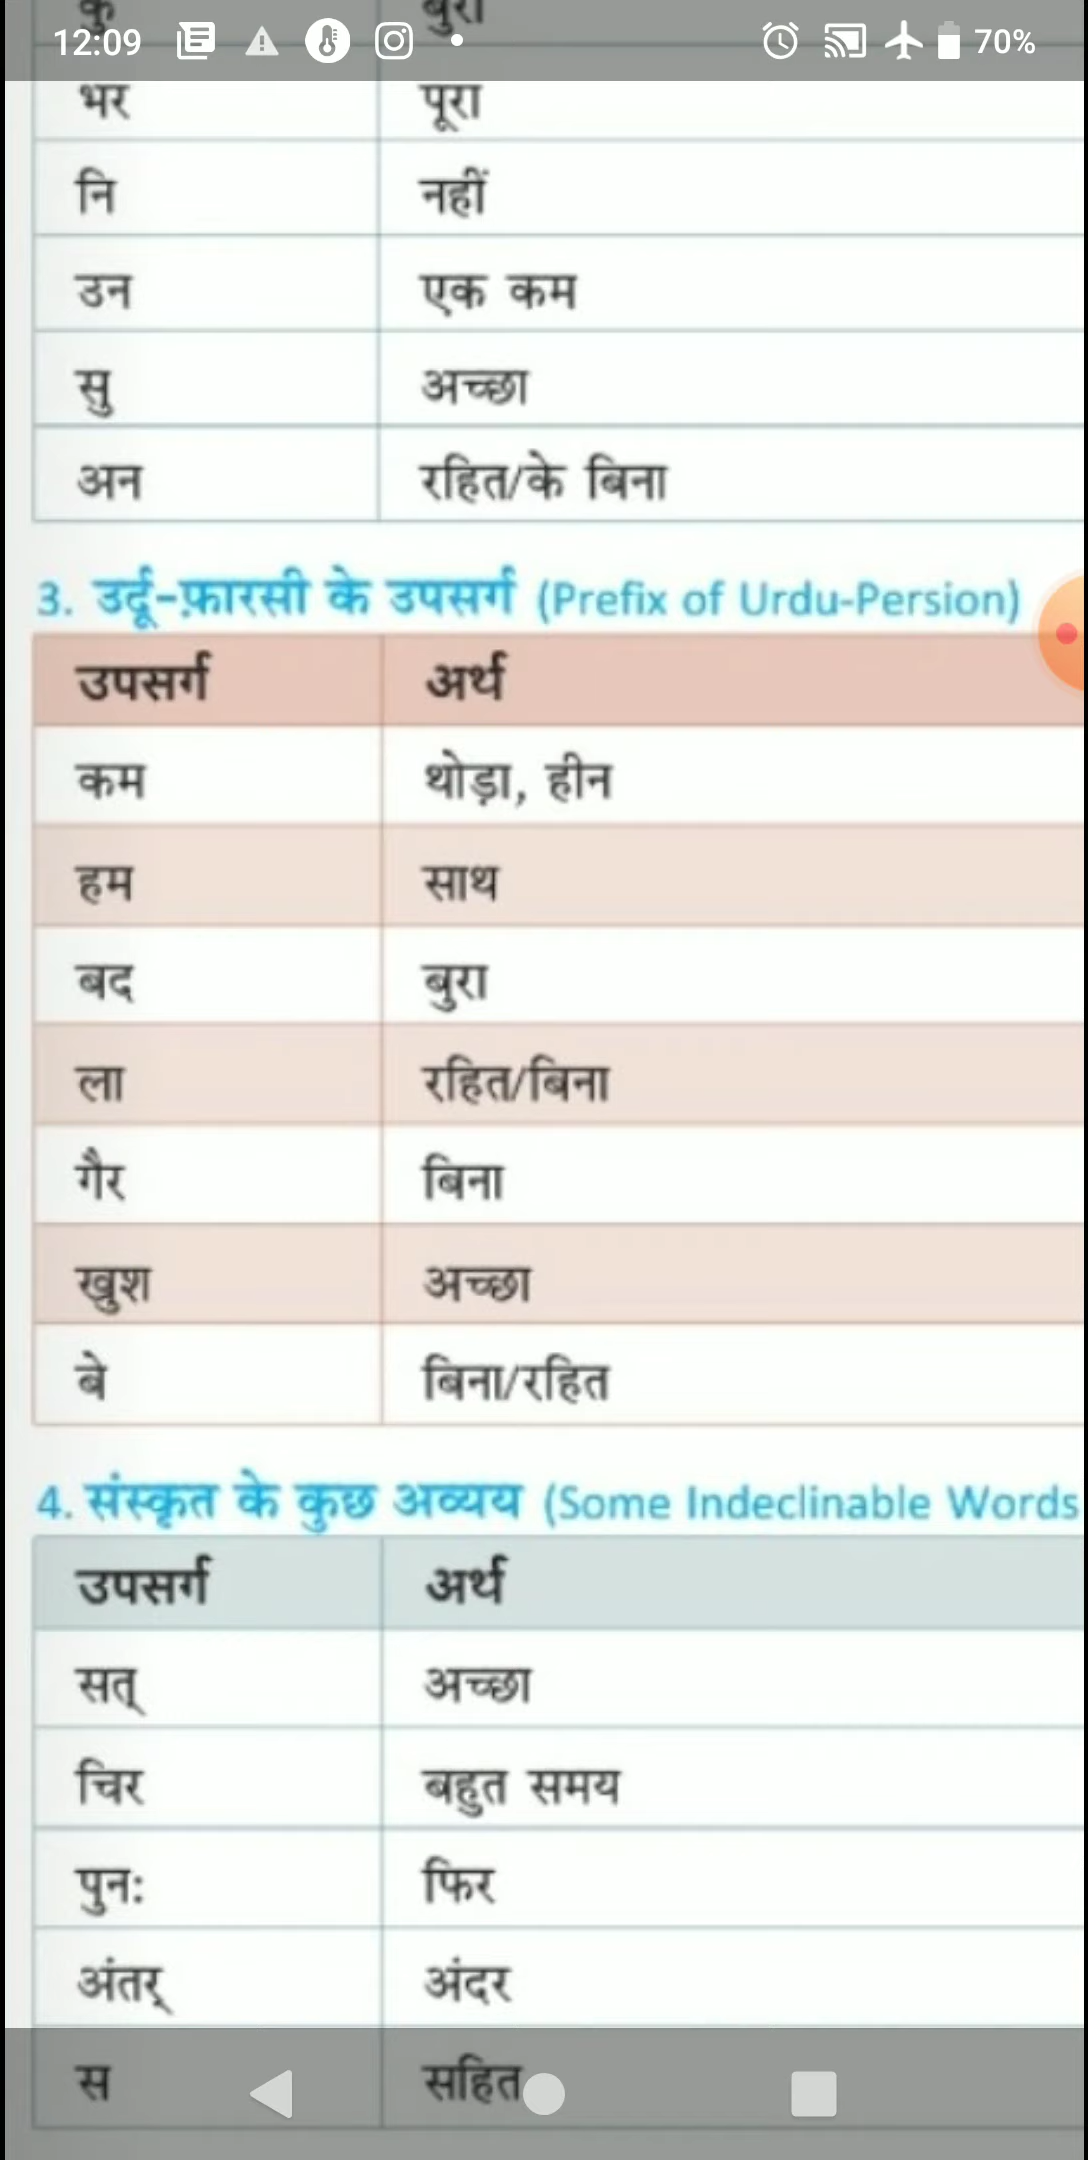 12:09 70%
कु बुरा
भर पूरा
नि नहीं
उन एक कम
सु अच्छा
अन रहित/के बिना
3. उर्दू-फ़ारसी के उपसर्ग (Prefix of Urdu-Persion)
उपसर्ग अर्थ
कम थोड़ा, हीन
हम साथ
बद बुरा
ला रहित/बिना
गैर बिना
खुश अच्छा
बे बिना/रहित
4. संस्कृत के कुछ अव्यय (Some Indeclinable Words
उपसर्ग अर्थ
सत् अच्छा
चिर बहुत समय
पुनः फिर
अंतर् अंदर
स सहित